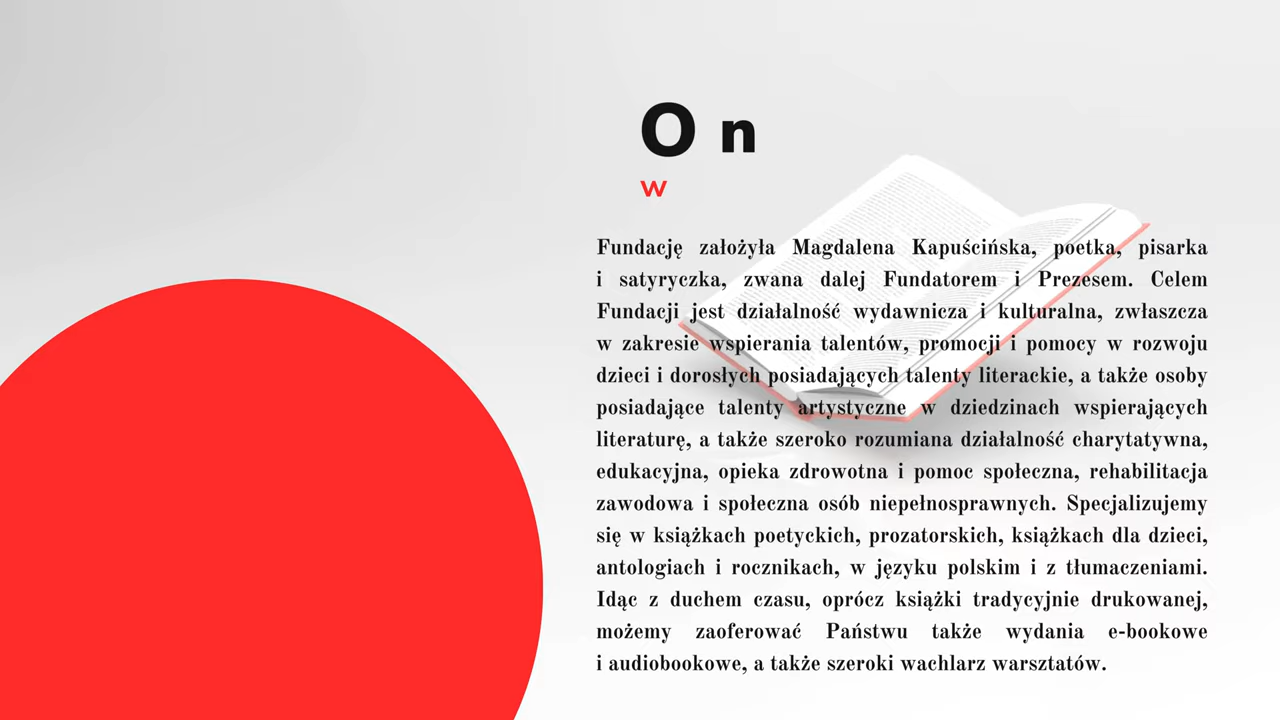 On
w
Fundację założyła Magdalena Kapuścińska, poetka, pisarka
i satyryczka, zwana dalej Fundatorem i Prezesem. Celem
Fundacji jest działalność wydawnicza i kulturalna, zwłaszcza
w zakresie wspierania talentów, promocji i pomocy w rozwoju
dzieci i dorosłych posiadających talenty literackie, a także osoby
posiadające talenty artystyczne w dziedzinach wspierających
literaturę, a także szeroko rozumiana działalność charytatywna,
edukacyjna, opieka zdrowotna i pomoc społeczna, rehabilitacja
zawodowa i społeczna osób niepełnosprawnych. Specjalizujemy
się w książkach poetyckich, prozatorskich, książkach dla dzieci,
antologiach i rocznikach, w języku polskim i z tłumaczeniami.
Idąc z duchem czasu, oprócz książki tradycyjnie drukowanej,
możemy zaoferować Państwu także wydania e-bookowe
i audiobookowe, a także szeroki wachlarz warsztatów.